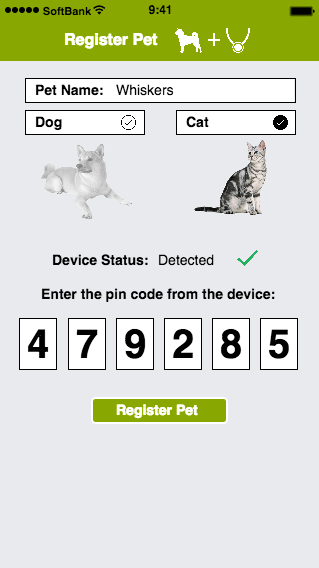 SoftBank 9:41
Register Pet +
Pet Name: Whiskers
Dog Cat
Device Status: Detected
Enter the pin code from the device:
4 7 9 2 8 5
Register Pet